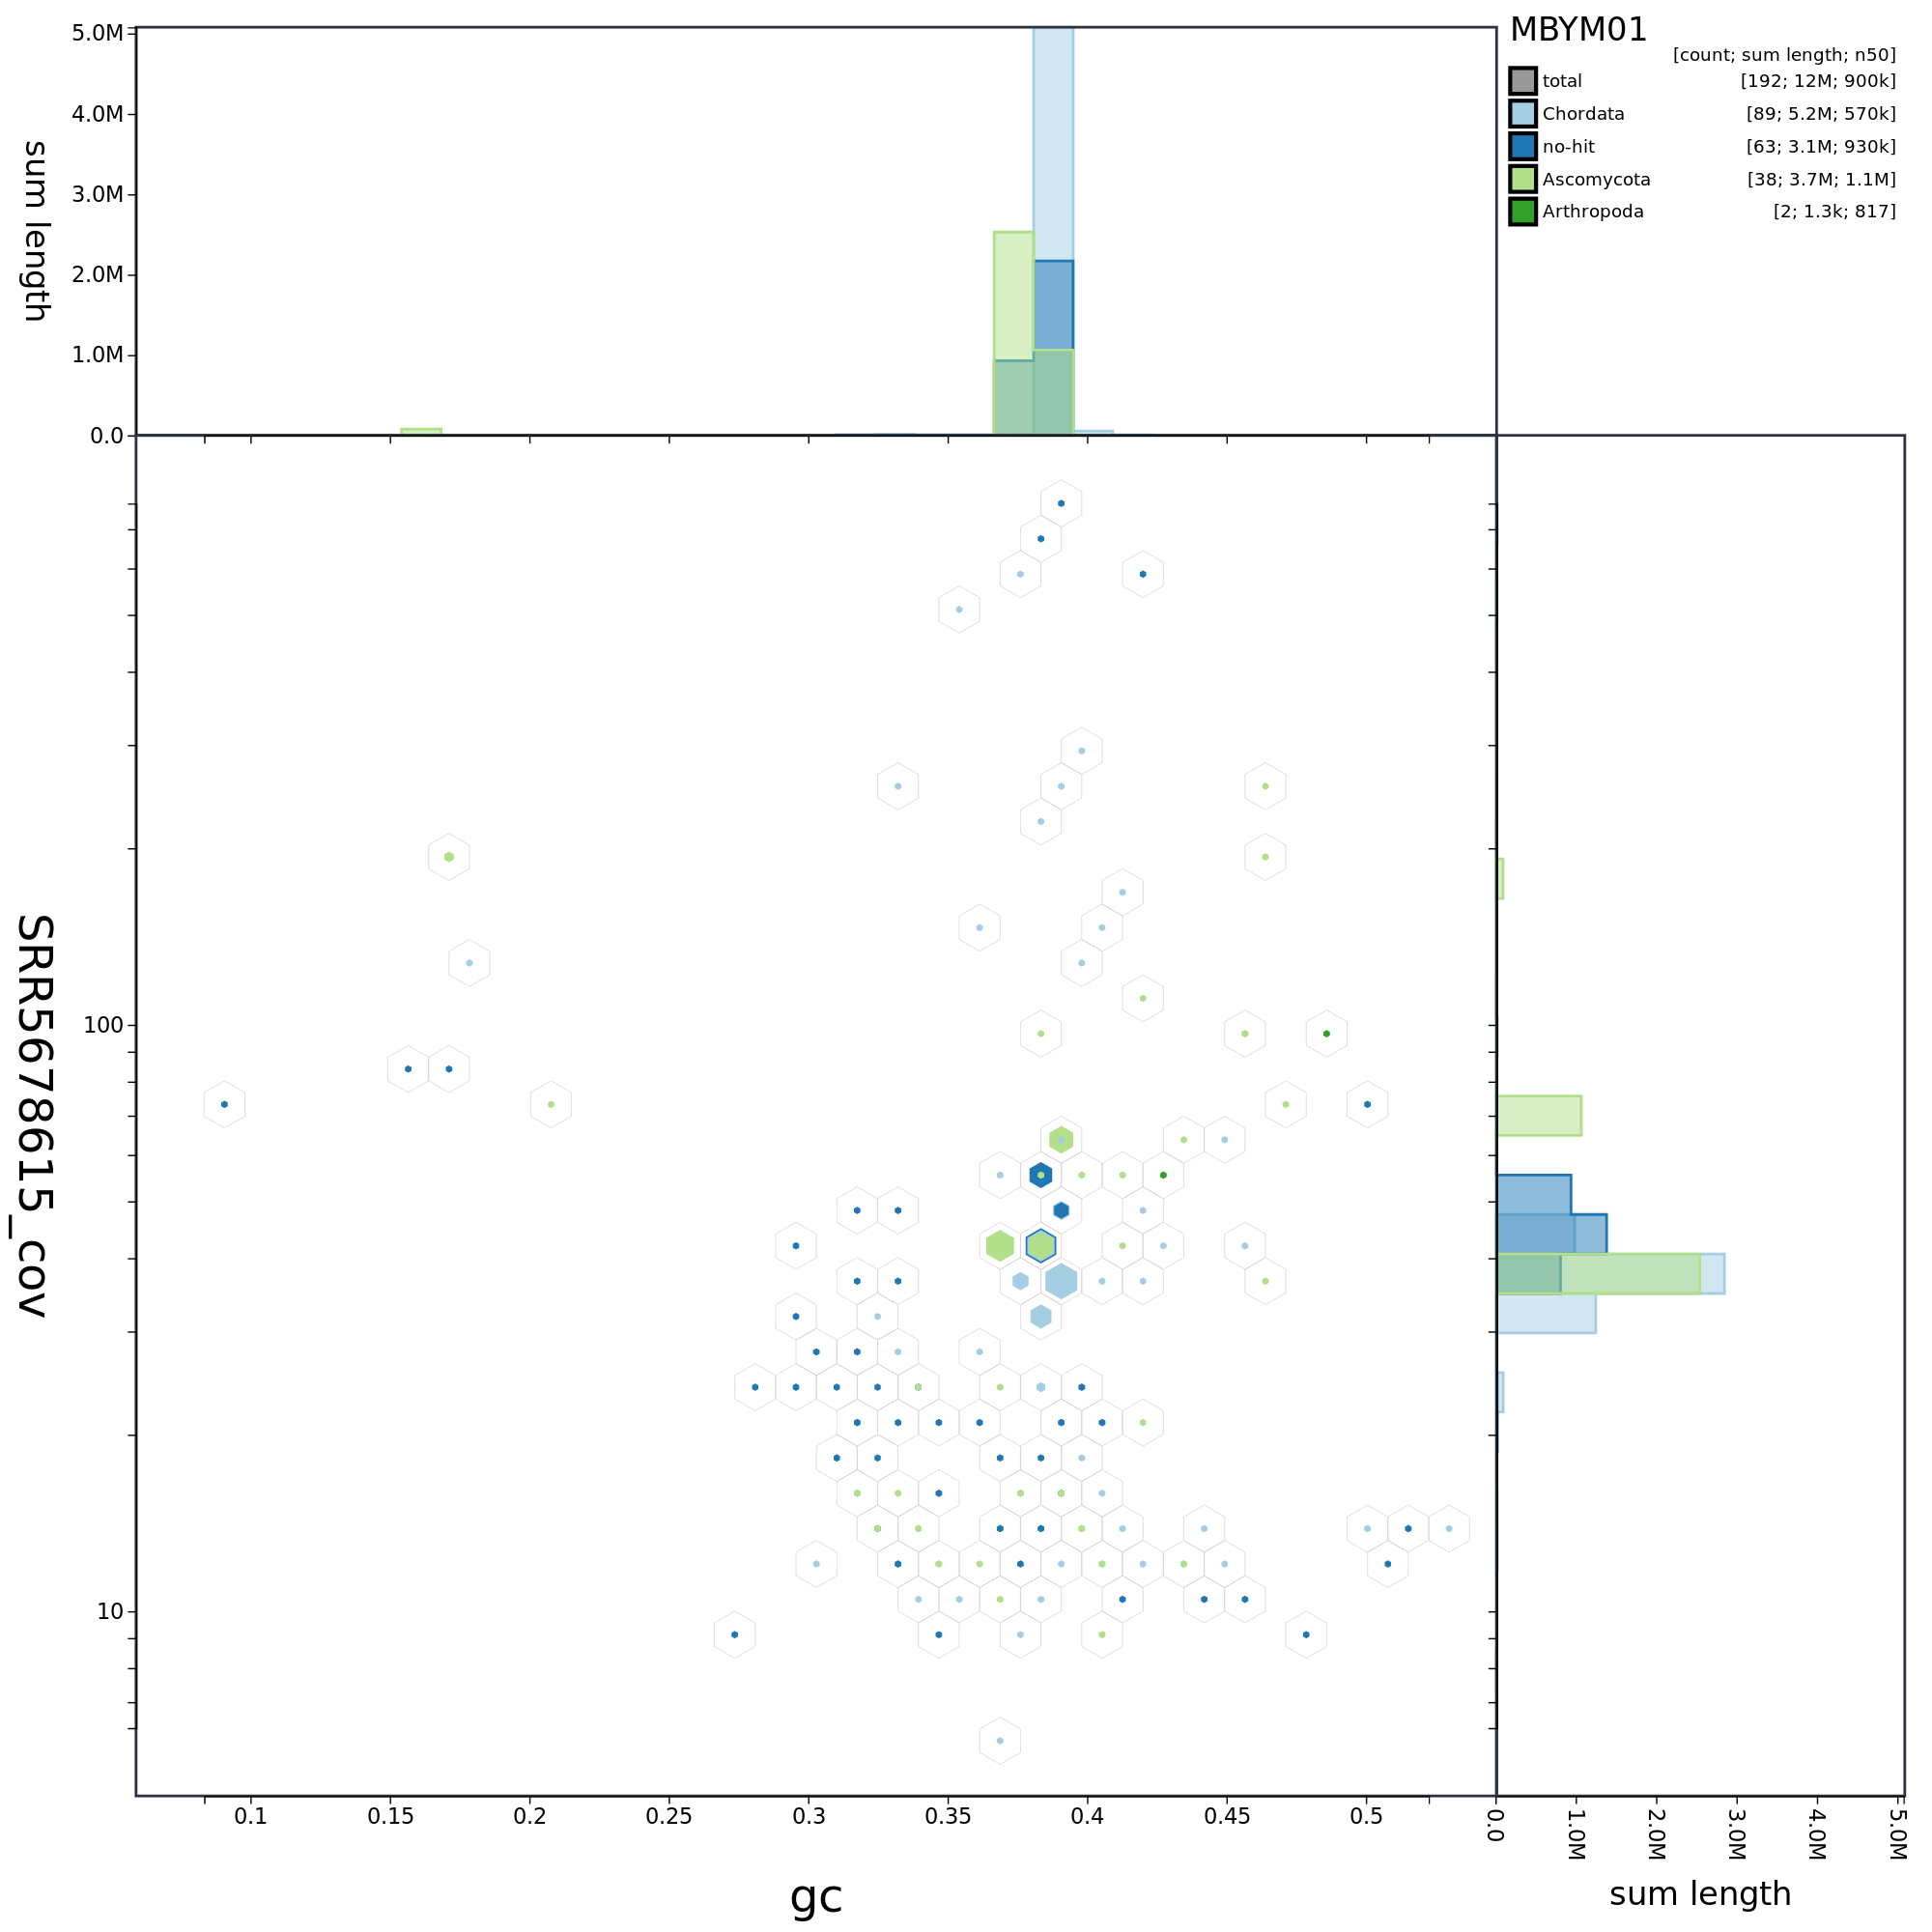 MBYM01
[count; sum length; n50]
total [192; 12M; 900k]
Chordata [89; 5.2M; 570k]
no-hit [63; 3.1M; 930k]
Ascomycota [38; 3.7M; 1.1M]
Arthropoda [2; 1.3k; 817]
sum length
5.0M
4.0M
3.0M
2.0M
1.0M
0.0
SRR5678615_cov
100
10
0.1 0.15 0.2 0.25 0.3 0.35 0.4 0.45 0.5
gc
0.0 1.0M 2.0M 3.0M 4.0M 5.0M
sum length